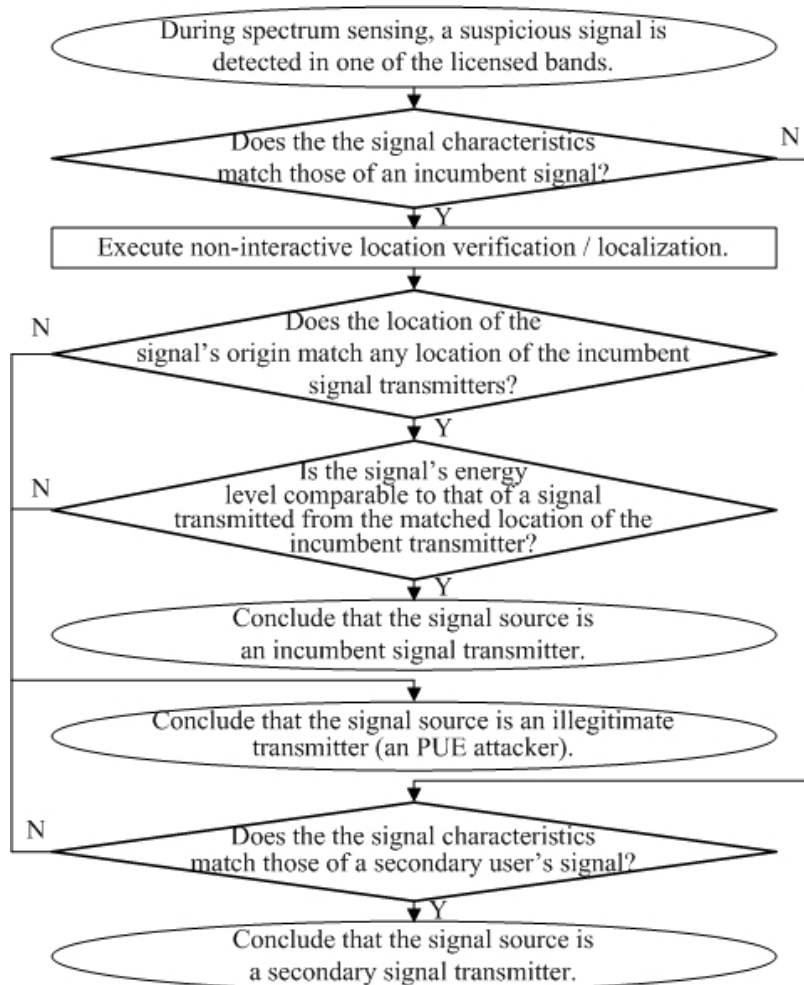 During spectrum sensing, a suspicious signal is
detected in one of the licensed bands.
Does the the signal characteristics
match those of an incumbent signal?
N
Y
Execute non-interactive location verification / localization.
N
Does the location of the
signal's origin match any location of the incumbent
signal transmitters?
Y
N
Is the signal's energy
level comparable to that of a signal
transmitted from the matched location of the
incumbent transmitter?
Y
Conclude that the signal source is
an incumbent signal transmitter.
Conclude that the signal source is an illegitimate
transmitter (an PUE attacker).
N
Does the the signal characteristics
match those of a secondary user's signal?
Y
Conclude that the signal source is
a secondary signal transmitter.